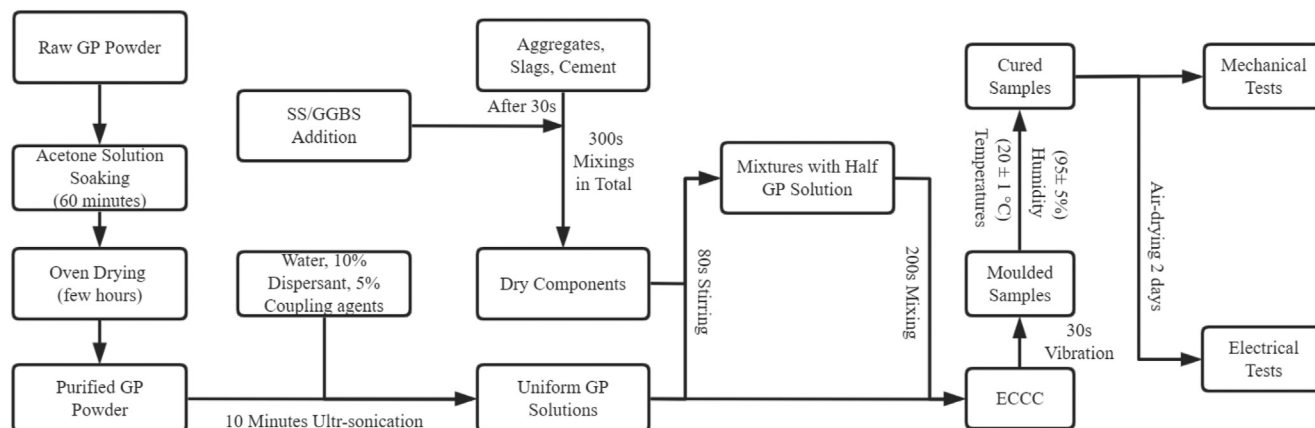 Raw GP Powder
Acetone Solution
Soaking
(60 minutes)
Oven Drying
(few hours)
Purified GP
Powder
SS/GGBS
Addition
Water, 10%
Dispersant, 5%
Coupling agents
10 Minutes Ultr-sonication
Aggregates,
Slags, Cement
After 30s
300s
Mixings
in Total
Dry Components
Uniform GP
Solutions
80s Stirring
Mixtures with Half
GP Solution
200s Mixing
ECCC
30s
Vibration
Moulded
Samples
Temperatures
(20 ± 1 °C)
Humidity
(95± 5%)
Cured
Samples
Air-drying 2 days
Mechanical
Tests
Electrical
Tests